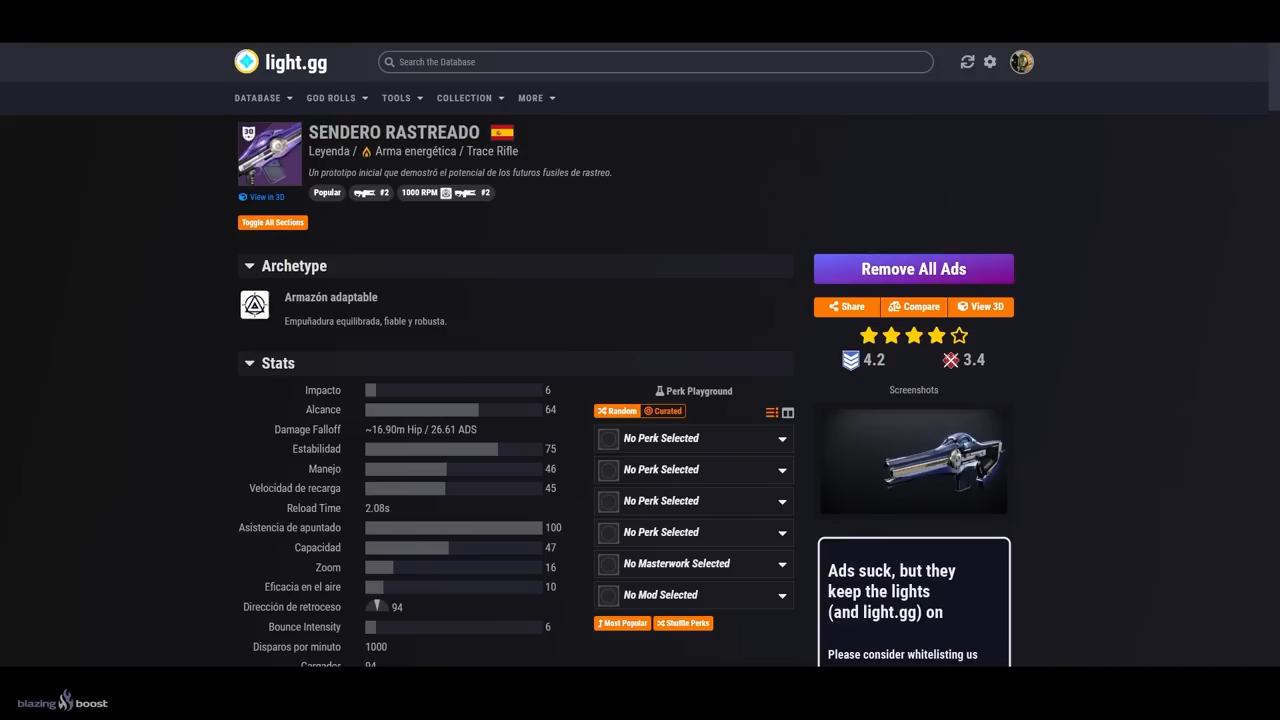 light.gg
Search the Database
DATABASE GOD ROLLS TOOLS COLLECTION MORE
30
SENDERO RASTREADO
Leyenda / Arma energética / Trace Rifle
Un prototipo inicial que demostró el potencial de los futuros fusiles de rastreo.
View in 3D
Popular #2 1000 RPM #2
Toggle All Sections
Archetype
Armazón adaptable
Empuñadura equilibrada, fiable y robusta.
Remove All Ads
Share Compare View 3D
4.2 3.4
Screenshots
Stats
Impacto 6
Alcance 64
Damage Falloff ~16.90m Hip / 26.61 ADS
Estabilidad 75
Manejo 46
Velocidad de recarga 45
Reload Time 2.08s
Asistencia de apuntado 100
Capacidad 47
Zoom 16
Eficacia en el aire 10
Dirección de retroceso 94
Bounce Intensity 6
Disparos por minuto 1000
Cargador 94
Perk Playground
Random Curated
No Perk Selected
No Perk Selected
No Perk Selected
No Perk Selected
No Masterwork Selected
No Mod Selected
Most Popular Shuffle Perks
Ads suck, but they
keep the lights
(and light.gg) on
Please consider whitelisting us
blazing boost